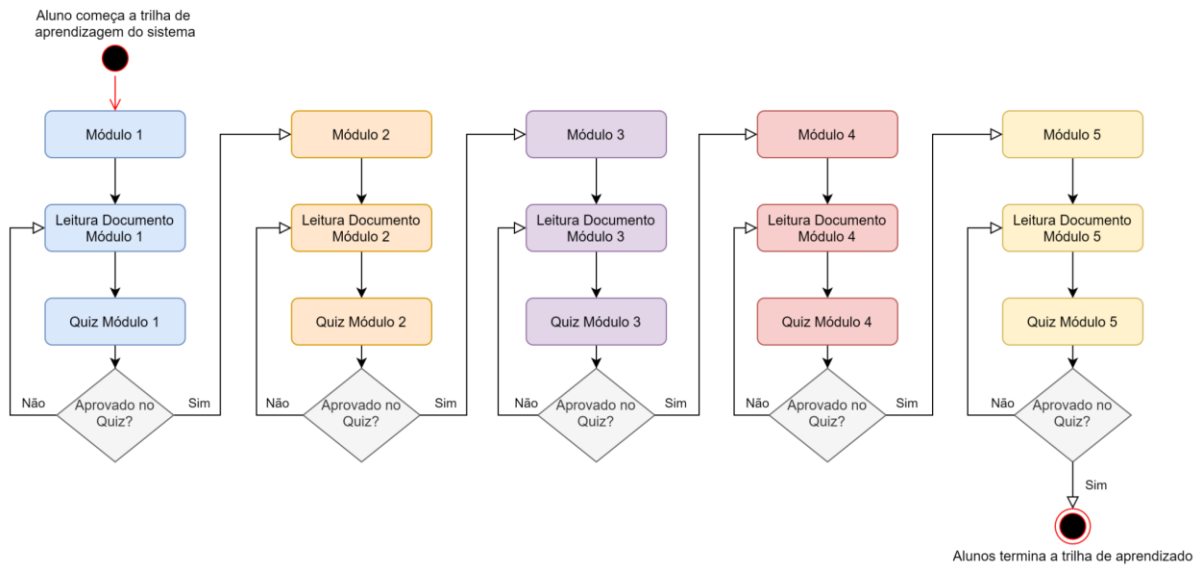 Aluno começa a trilha de
aprendizagem do sistema
Módulo 1
Leitura Documento
Módulo 1
Quiz Módulo 1
Aprovado no
Quiz?
Não
Sim
Módulo 2
Leitura Documento
Módulo 2
Quiz Módulo 2
Aprovado no
Quiz?
Não
Sim
Módulo 3
Leitura Documento
Módulo 3
Quiz Módulo 3
Aprovado no
Quiz?
Não
Sim
Módulo 4
Leitura Documento
Módulo 4
Quiz Módulo 4
Aprovado no
Quiz?
Não
Sim
Módulo 5
Leitura Documento
Módulo 5
Quiz Módulo 5
Aprovado no
Quiz?
Não
Sim
Alunos termina a trilha de aprendizado